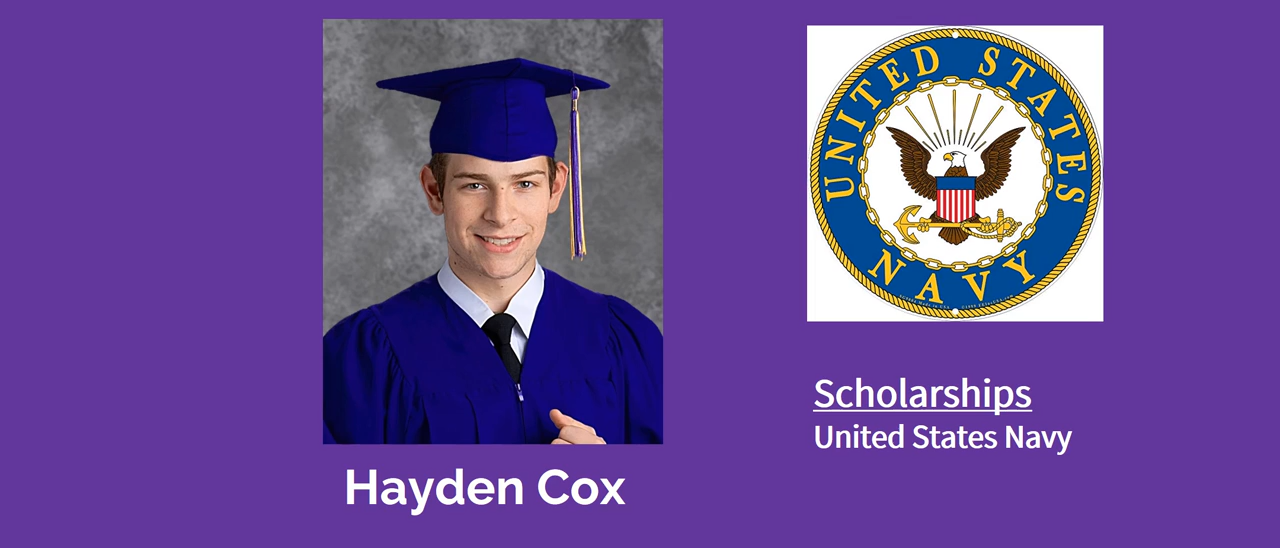 UNITED STATES
NAVY
Hayden Cox
Scholarships
United States Navy